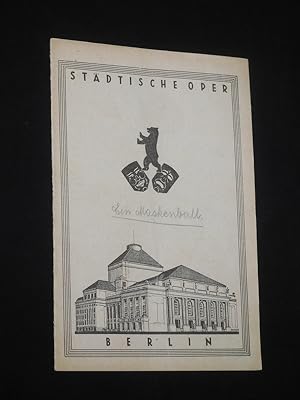 STÄDTISCHE OPER
Ein Maskenball.
BERLIN